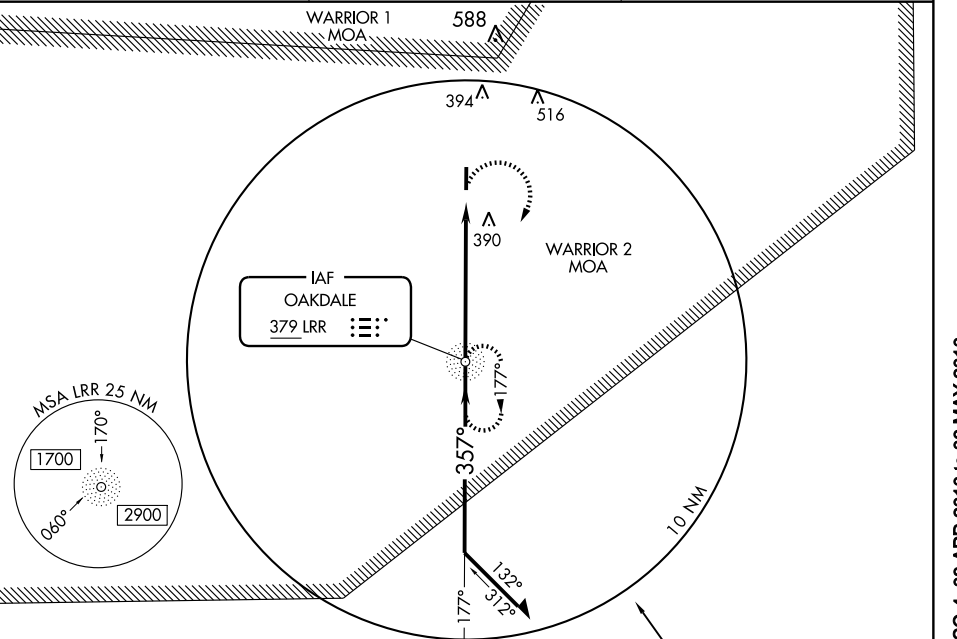 WARRIOR 1
MOA
588
394
516
390
WARRIOR 2
MOA
IAF
OAKDALE
379 LRR
177°
357°
MSA LRR 25 NM
170°
1700
060°
2900
10 NM
132°
312°
177°